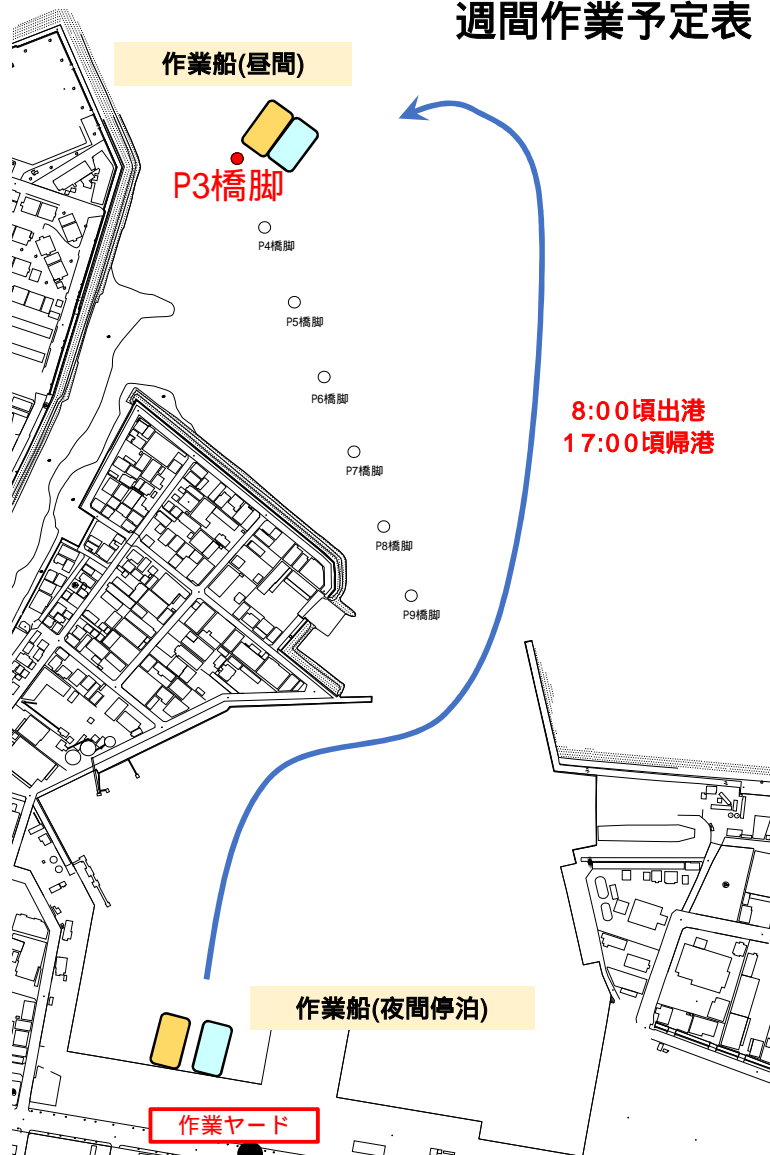 週間作業予定表
作業船(昼間)
P3橋脚
P4橋脚
P5橋脚
P6橋脚
8:00頃出港
17:00頃帰港
P7橋脚
P8橋脚
P9橋脚
作業船(夜間停泊)
作業ヤード